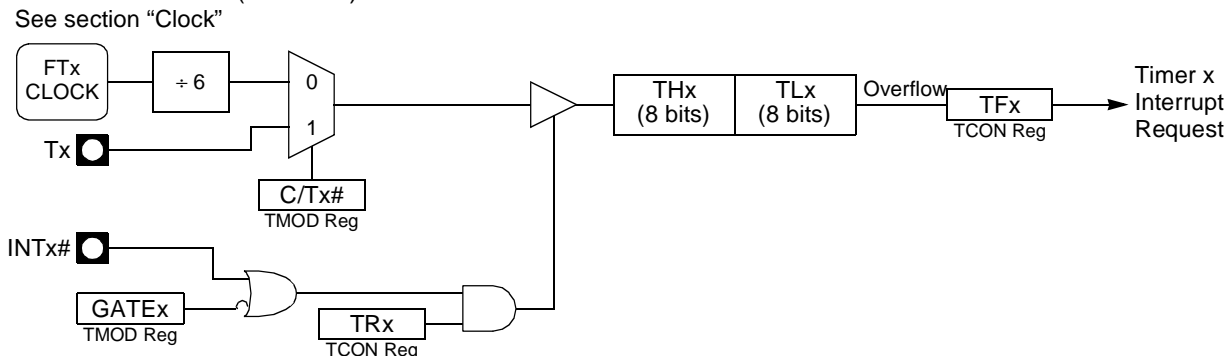 See section “Clock”
FTx
CLOCK
÷ 6
0
1
Tx
C/Tx#
TMOD Reg
THx
(8 bits)
TLx
(8 bits)
Overflow
TFx
TCON Reg
Timer x
Interrupt
Request
INTx#
GATEx
TMOD Reg
TRx
TCON Reg